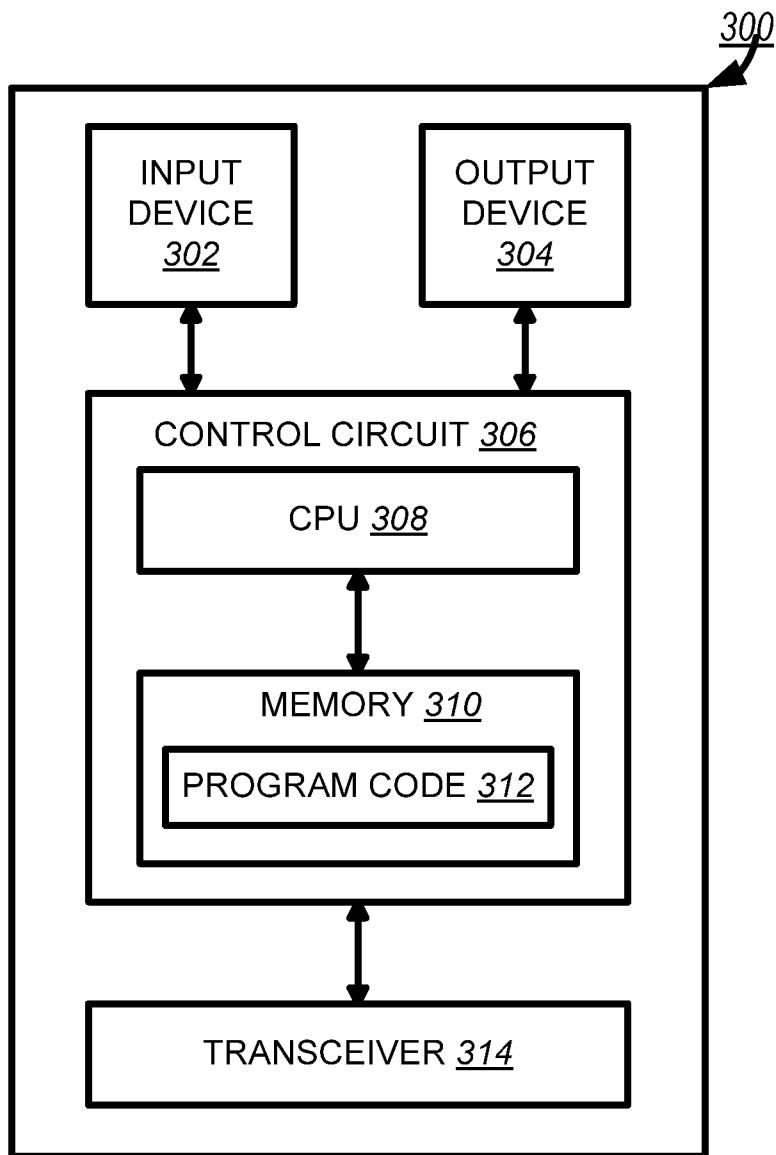 300
INPUT
DEVICE
302
OUTPUT
DEVICE
304
CONTROL CIRCUIT 306
CPU 308
MEMORY 310
PROGRAM CODE 312
TRANSCEIVER 314